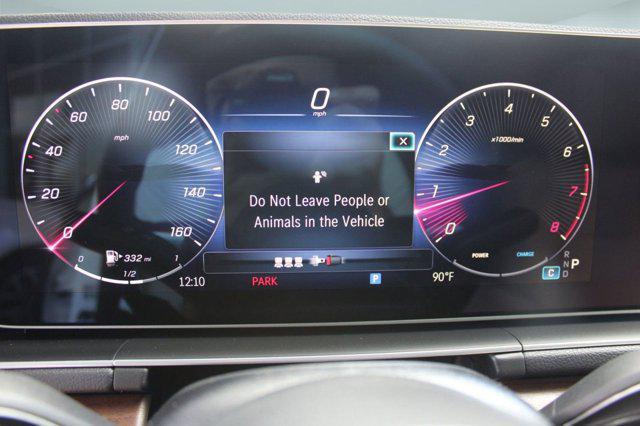 0
mph
X
Do Not Leave People or
Animals in the Vehicle
0 20 40 60 80 100 120 140 160
mph
0 1/2 1
332 mi
12:10
PARK
P
90°F
0 1 2 3 4 5 6 7 8
x1000/min
POWER
CHARGE
C
R
N P
D